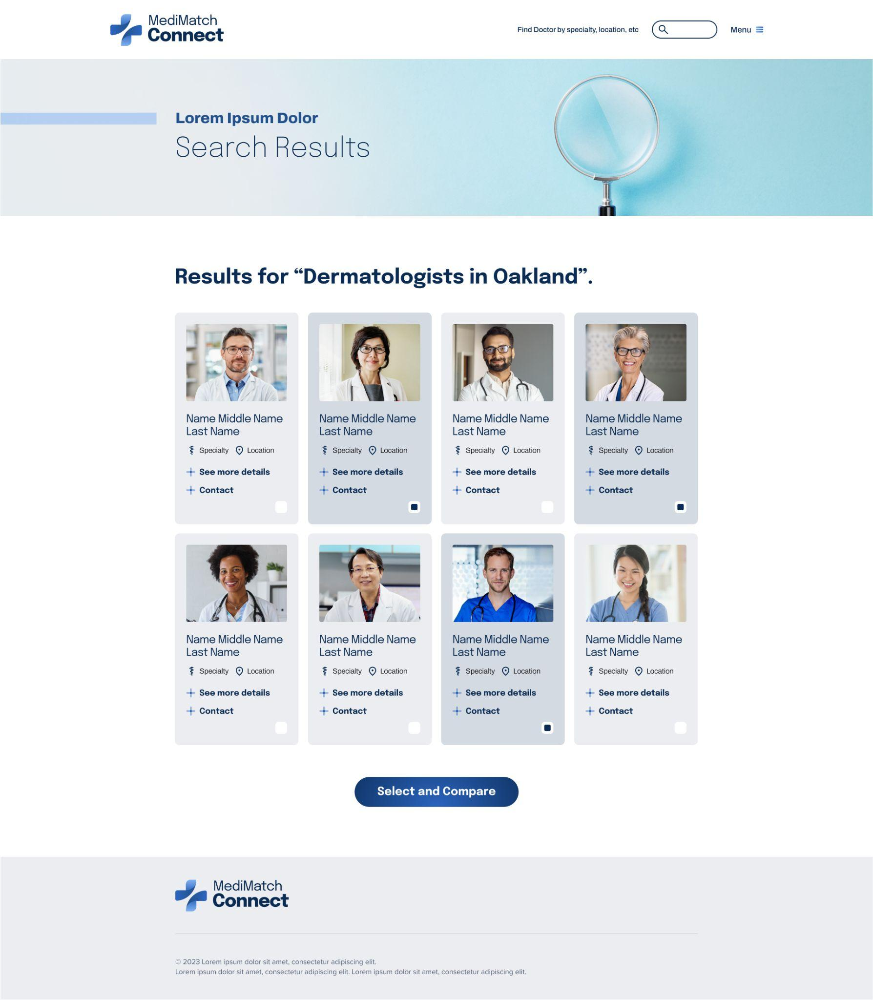 MediMatch
Connect
Find Doctor by specialty, location, etc
Menu
Lorem Ipsum Dolor
Search Results
Results for “Dermatologists in Oakland”.
Name Middle Name
Last Name
Specialty Location
See more details
Contact
Name Middle Name
Last Name
Specialty Location
See more details
Contact
Name Middle Name
Last Name
Specialty Location
See more details
Contact
Name Middle Name
Last Name
Specialty Location
See more details
Contact
Name Middle Name
Last Name
Specialty Location
See more details
Contact
Name Middle Name
Last Name
Specialty Location
See more details
Contact
Name Middle Name
Last Name
Specialty Location
See more details
Contact
Name Middle Name
Last Name
Specialty Location
See more details
Contact
Select and Compare
MediMatch
Connect
© 2023 Lorem ipsum dolor sit amet, consectetur adipiscing elit.
Lorem ipsum dolor sit amet, consectetur adipiscing elit. Lorem ipsum dolor sit amet, consectetur adipiscing elit.